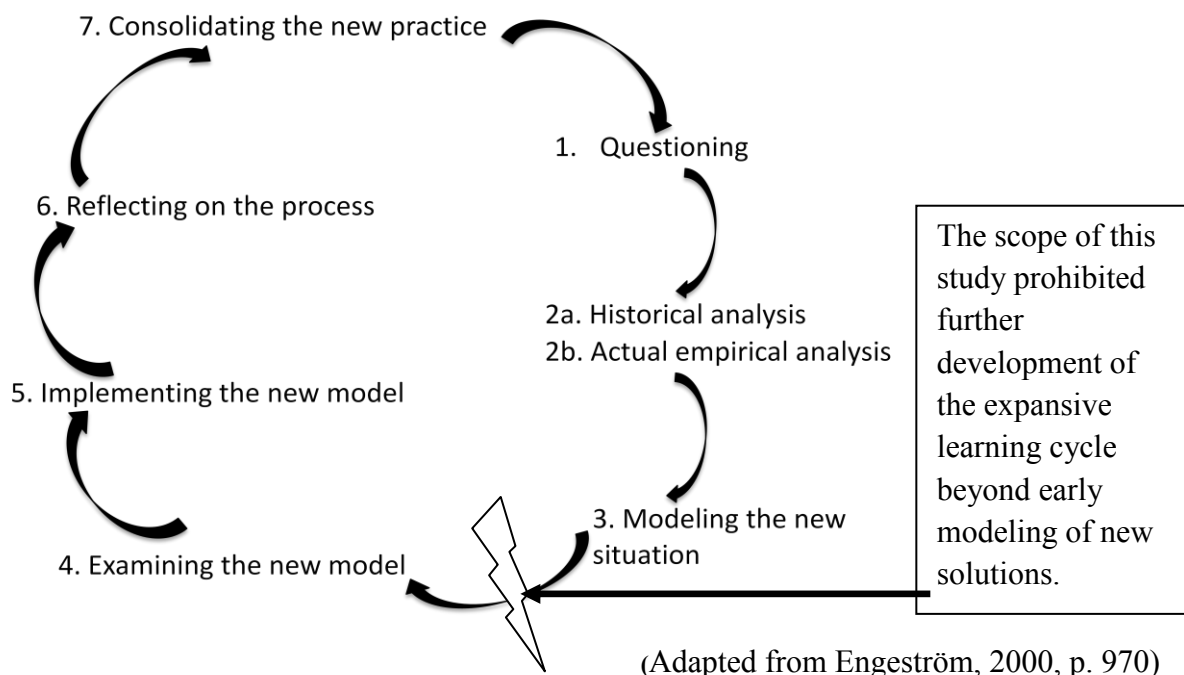 7. Consolidating the new practice
1. Questioning
2a. Historical analysis
2b. Actual empirical analysis
3. Modeling the new
situation
4. Examining the new model
5. Implementing the new model
6. Reflecting on the process
The scope of this
study prohibited
further
development of
the expansive
learning cycle
beyond early
modeling of new
solutions.
(Adapted from Engeström, 2000, p. 970)